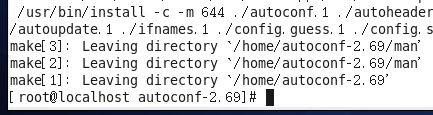 /usr/bin/install -c -m 644 ./autoconf.1 ./autoheader
/autoupdate.1 ./ifnames.1 ./config.guess.1 ./config.s
make[3]: Leaving directory `/home/autoconf-2.69/man'
make[2]: Leaving directory `/home/autoconf-2.69/man'
make[1]: Leaving directory `/home/autoconf-2.69'
[root@localhost autoconf-2.69]#